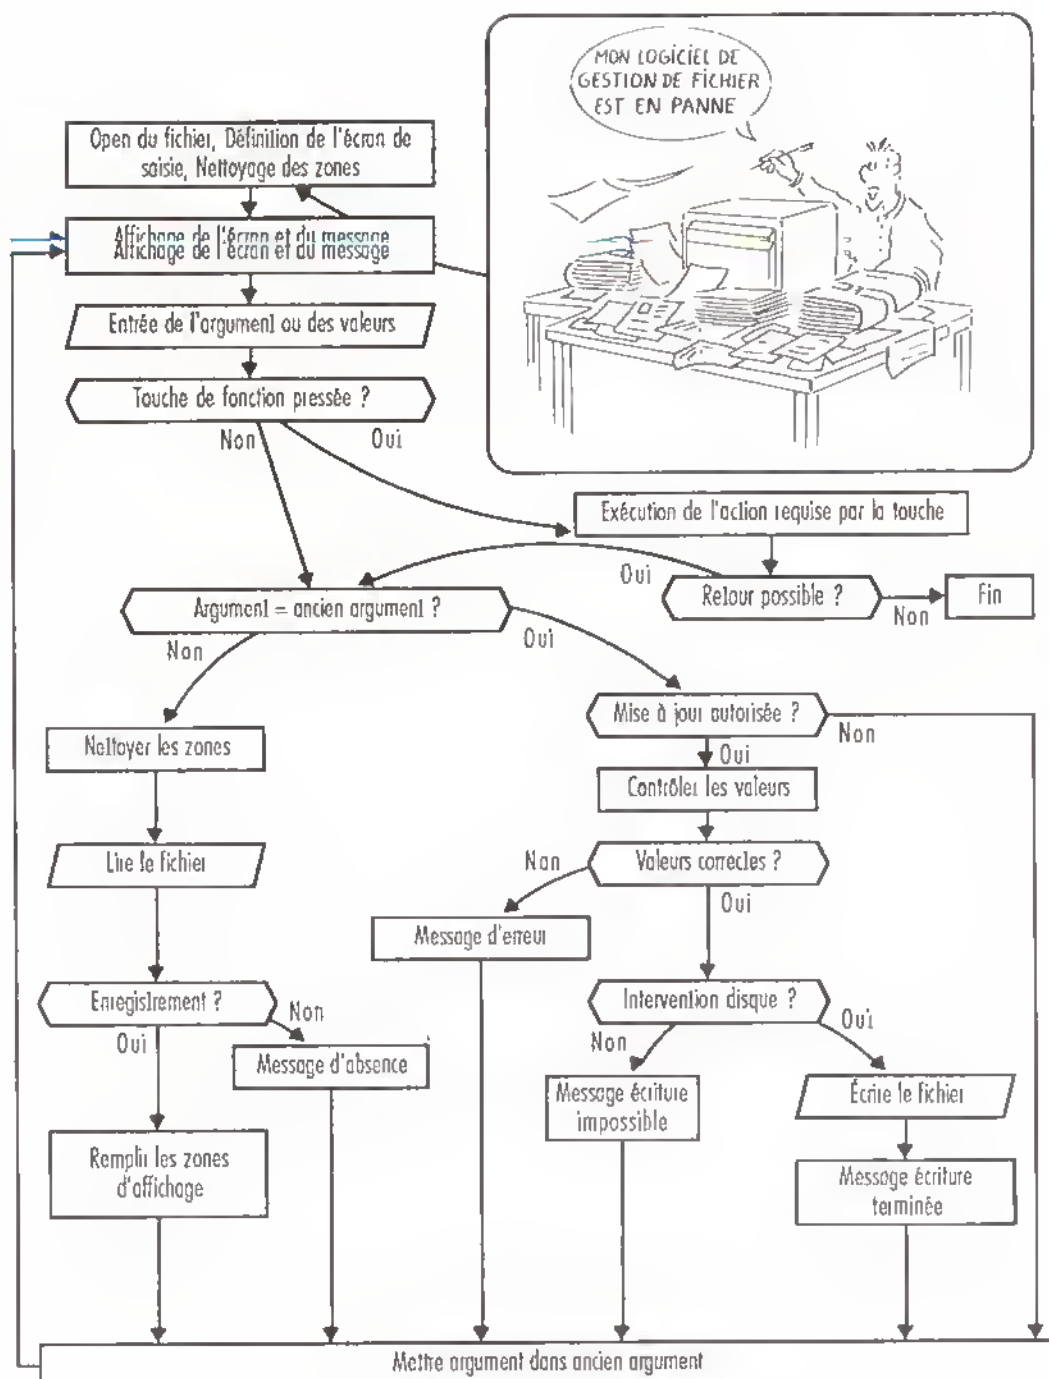 MON LOGICIEL DE
GESTION DE FICHIER
EST EN PANNE
Open du fichier, Définition de l'écran de
saisie, Nettoyage des zones
Affichage de l'écran et du message
Entrée de l'argument ou des valeurs
Touche de fonction pressée ?
Non
Oui
Exécution de l'action requise par la touche
Oui
Retour possible ?
Non
Fin
Argument = ancien argument ?
Non
Oui
Mise à jour autorisée ?
Non
Nettoyer les zones
Oui
Contrôler les valeurs
Lire le fichier
Non
Valeurs correctes ?
Oui
Message d'erreur
Enregistrement ?
Non
Oui
Intervention disque ?
Non
Oui
Message d'absence
Message écriture
impossible
Écrire le fichier
Remplir les zones
d'affichage
Message écriture
terminée
Mettre argument dans ancien argument